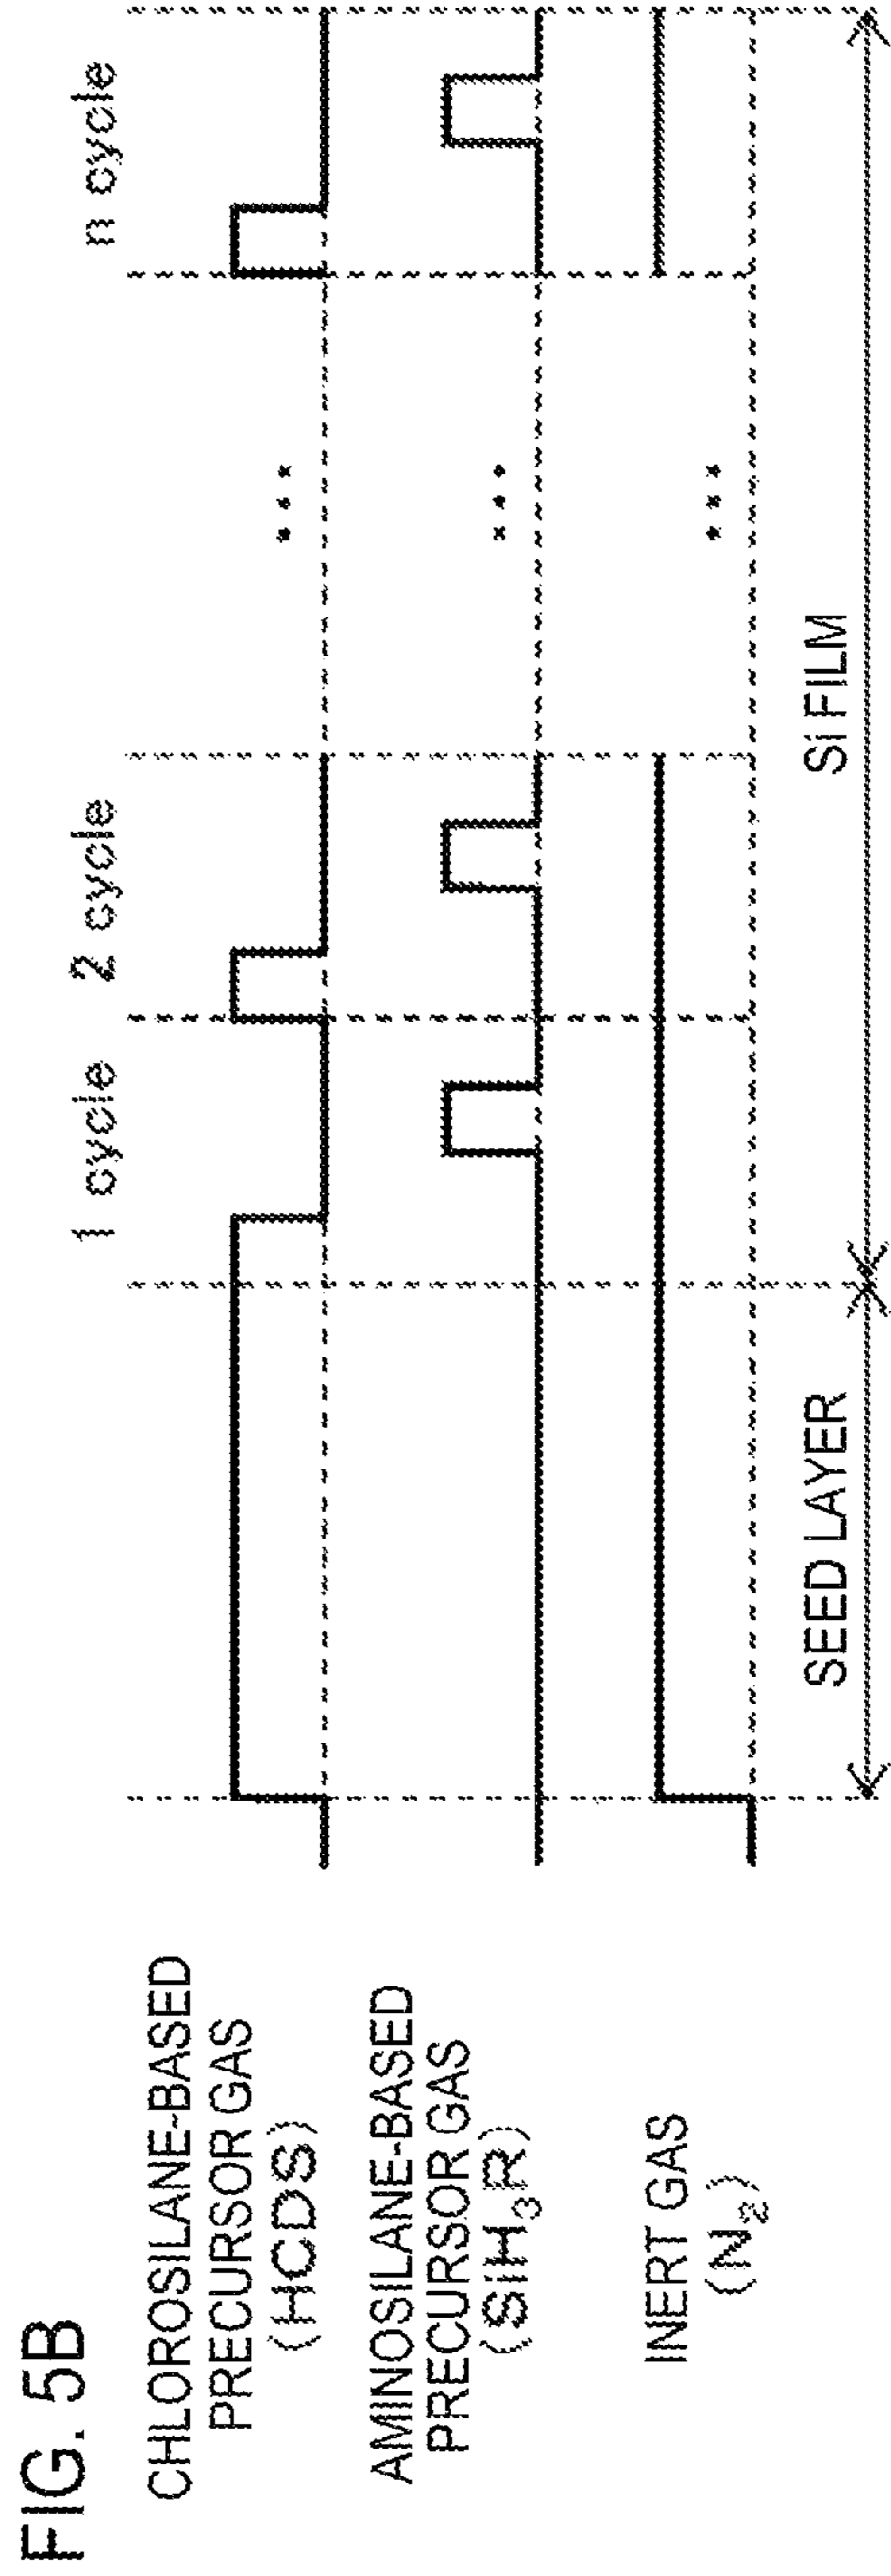 FIG. 5B
1 cycle
2 cycle
n cycle
CHLOROSILANE-BASED
PRECURSOR GAS
(HCDS)
AMINOSILANE-BASED
PRECURSOR GAS
(SiH₃R)
INERT GAS
(N₂)
SEED LAYER
Si FILM